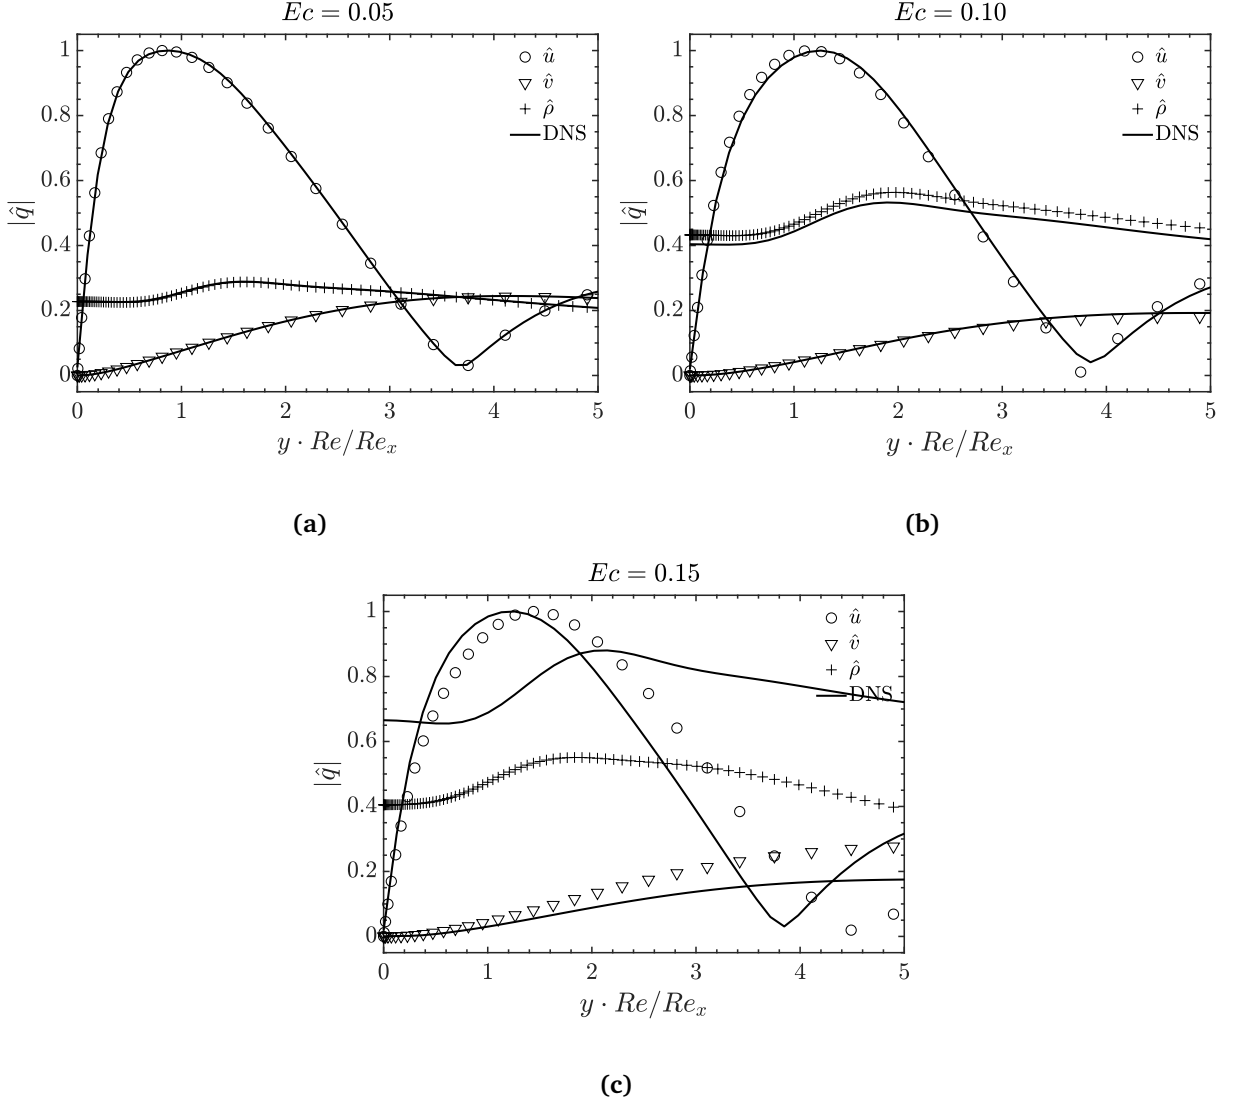 Ec = 0.05
1
0.8
0.6
0.4
0.2
0
|q̂|
û
v̂
ρ̂
DNS
0 1 2 3 4 5
y · Re/Reₓ
(a)
Ec = 0.10
1
0.8
0.6
0.4
0.2
0
|q̂|
û
v̂
ρ̂
DNS
0 1 2 3 4 5
y · Re/Reₓ
(b)
Ec = 0.15
1
0.8
0.6
0.4
0.2
0
|q̂|
û
v̂
ρ̂
DNS
0 1 2 3 4 5
y · Re/Reₓ
(c)